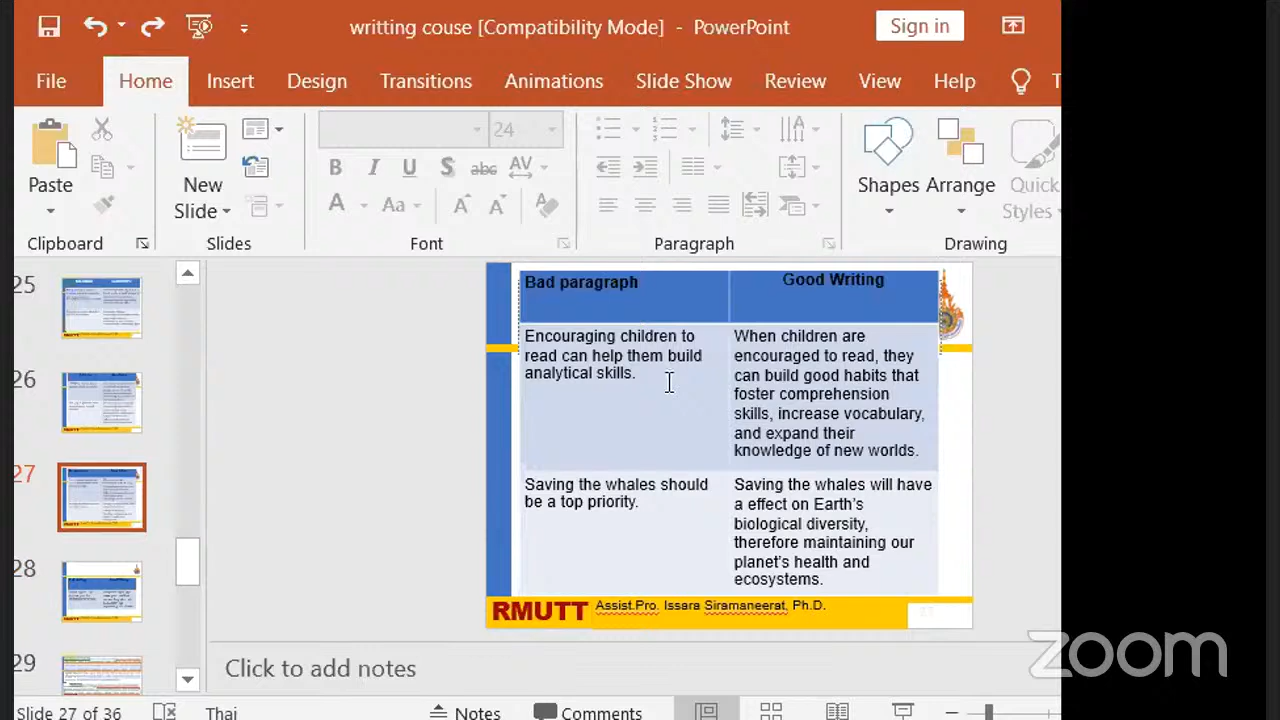 writting couse [Compatibility Mode] - PowerPoint
Sign in
File Home Insert Design Transitions Animations Slide Show Review View Help
24
B I U S abc AV
A Aa A A
Paste
New
Slide
Shapes Arrange Quick
Styles
Clipboard Slides Font Paragraph Drawing
25
26
27
28
29
Bad paragraph Good Writing
Encouraging children to
read can help them build
analytical skills.
When children are
encouraged to read, they
can build good habits that
foster comprehension
skills, increase vocabulary,
and expand their
knowledge of new worlds.
Saving the whales should
be a top priority.
Saving the whales will have
a effect on Earth's
biological diversity,
therefore maintaining our
planet's health and
ecosystems.
RMUTT Assist.Pro. Issara Siramaneerat, Ph.D.
27
Click to add notes
zoom
Slide 27 of 36 Thai Notes Comments